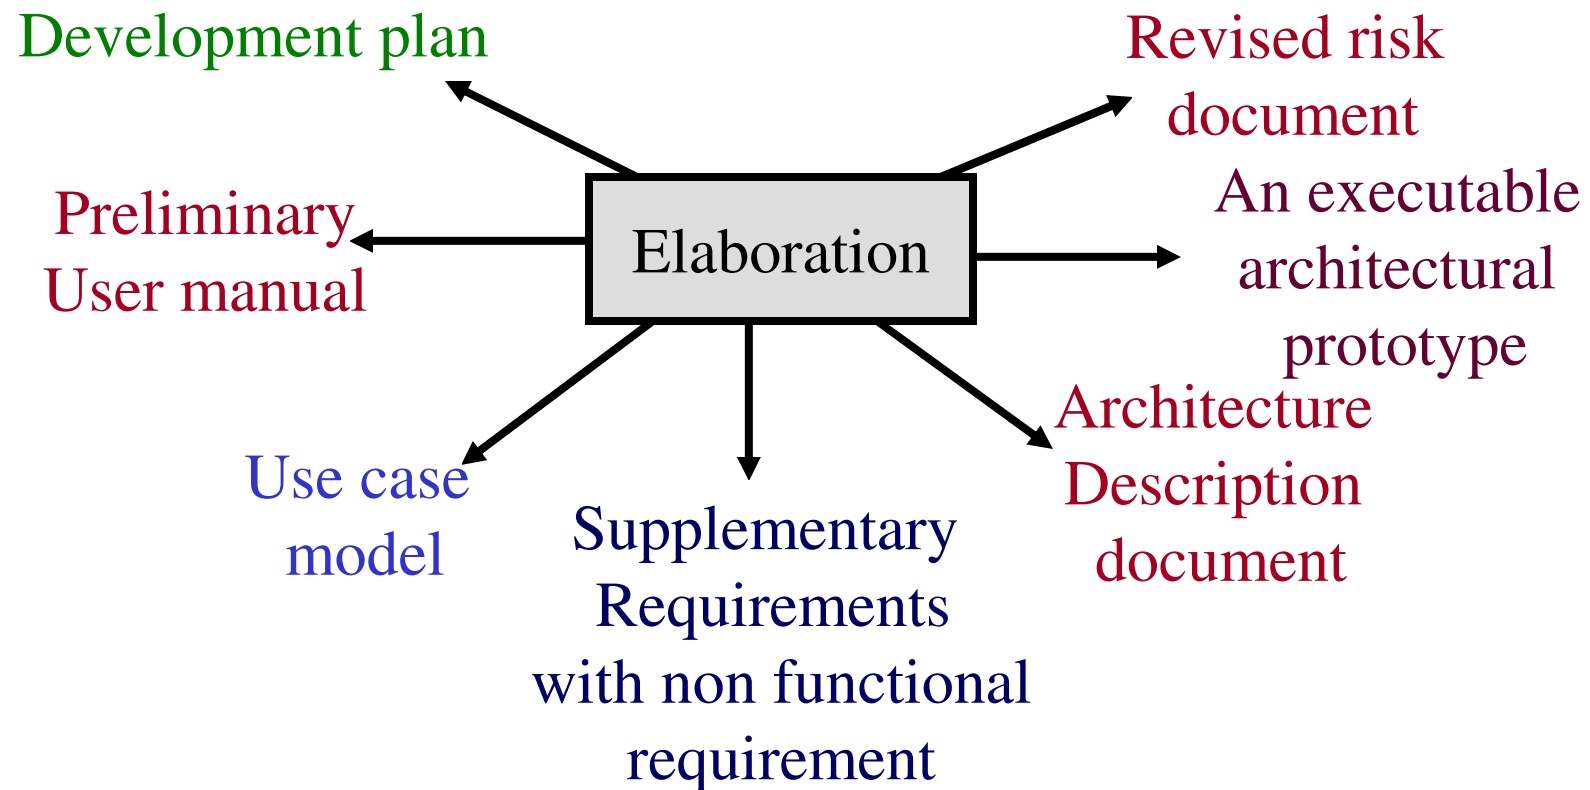 Development plan
Revised risk
document
Preliminary
User manual
Elaboration
An executable
architectural
prototype
Use case
model
Supplementary
Requirements
with non functional
requirement
Architecture
Description
document